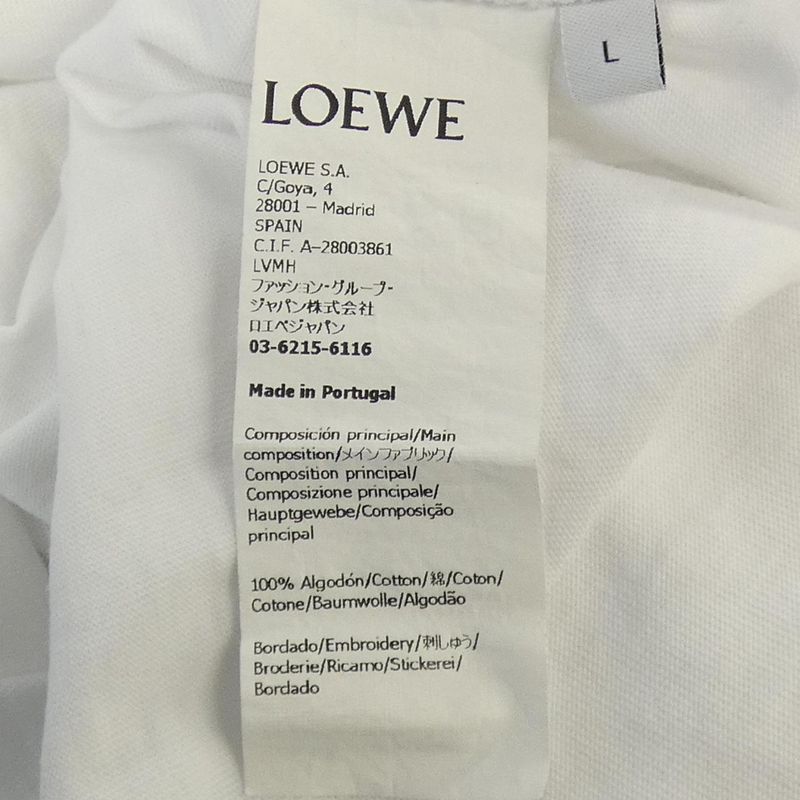 L
LOEWE
LOEWE S.A.
C/Goya, 4
28001 – Madrid
SPAIN
C.I.F. A-28003861
LVMH
ファッション-グループ-
ジャパン株式会社
ロエベジャパン
03-6215-6116
Made in Portugal
Composición principal/Main
composition/メインファブリック/
Composition principal/
Composizione principale/
Hauptgewebe/Composição
principal
100% Algodón/Cotton/綿/Coton/
Cotone/Baumwolle/Algodão
Bordado/Embroidery/刺しゅう/
Broderie/Ricamo/Stickerei/
Bordado